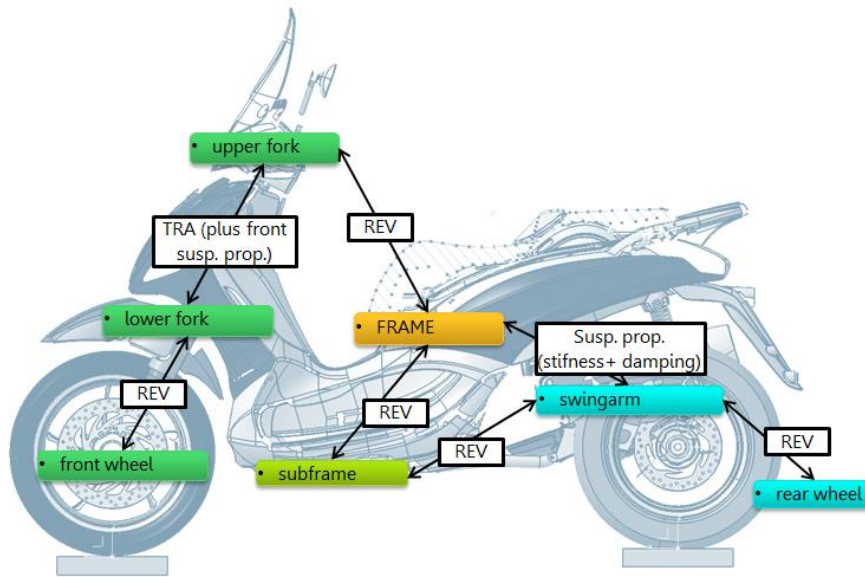 • upper fork
TRA (plus front
susp. prop.)
REV
• lower fork
• FRAME
Susp. prop.
(stifness+ damping)
REV
REV
• swingarm
REV
REV
• front wheel
• subframe
• rear wheel